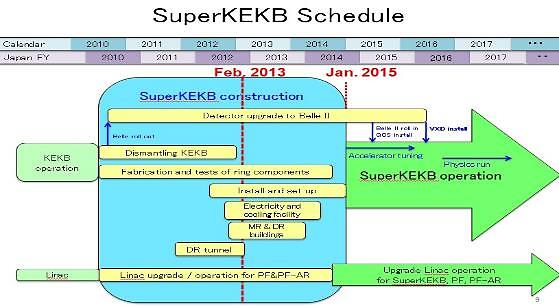 SuperKEKB Schedule
Calendar 2010 2011 2012 2013 2014 2015 2016 2017 •••
Japan FY 2010 2011 2012 2013 2014 2015 2016 2017
Feb. 2013 Jan. 2015
SuperKEKB construction
Detector upgrade to Belle II
Belle roll out
Belle II roll in
QCS install
VXD install
KEKB
operation
Dismantling KEKB
Accelerator tuning
Physics run
Fabrication and tests of ring components
SuperKEKB operation
Install and set up
Electricity and
cooling facility
MR & DR
buildings
DR tunnel
Linac
Linac upgrade / operation for PF&PF-AR
Upgrade Linac operation
for SuperKEKB, PF, PF-AR
9